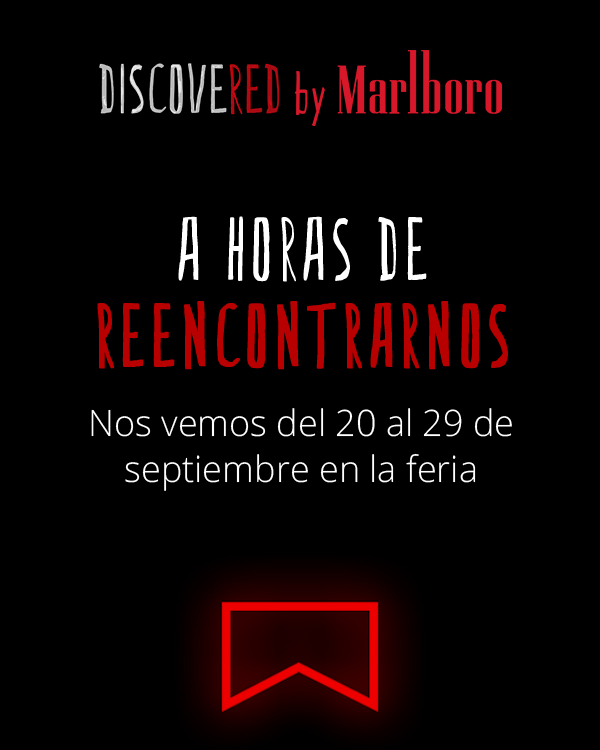 DISCOVERED by Marlboro
A HORAS DE
REENCONTRARNOS
Nos vemos del 20 al 29 de
septiembre en la feria